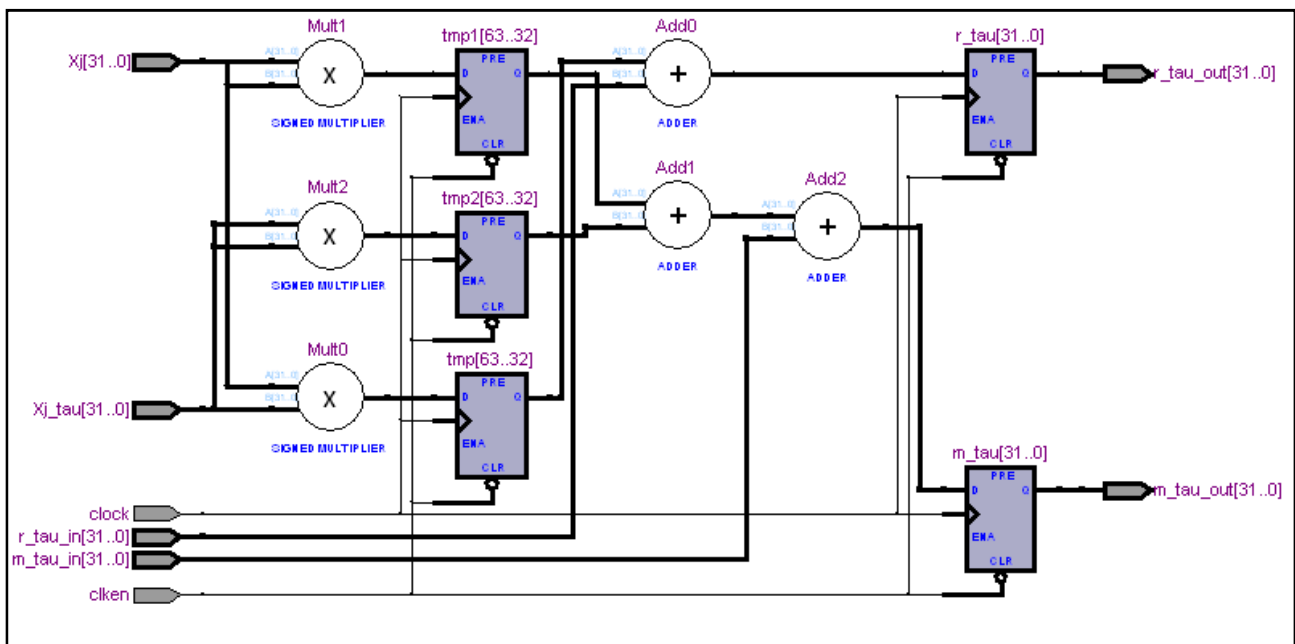 Mult1
tmp1[63..32]
Add0
r_tau[31..0]
Xj[31..0]
A[31..0]
B[31..0]
X
SIGNED MULTIPLIER
PRE
D
Q
ENA
CLR
A[31..0]
B[31..0]
+
ADDER
PRE
D
Q
ENA
CLR
r_tau_out[31..0]
Mult2
tmp2[63..32]
Add1
Add2
A[31..0]
B[31..0]
X
SIGNED MULTIPLIER
PRE
D
Q
ENA
CLR
A[31..0]
B[31..0]
+
ADDER
A[31..0]
B[31..0]
+
ADDER
Mult0
tmp[63..32]
Xj_tau[31..0]
A[31..0]
B[31..0]
X
SIGNED MULTIPLIER
PRE
D
Q
ENA
CLR
m_tau[31..0]
PRE
D
Q
ENA
CLR
m_tau_out[31..0]
clock
r_tau_in[31..0]
m_tau_in[31..0]
clken